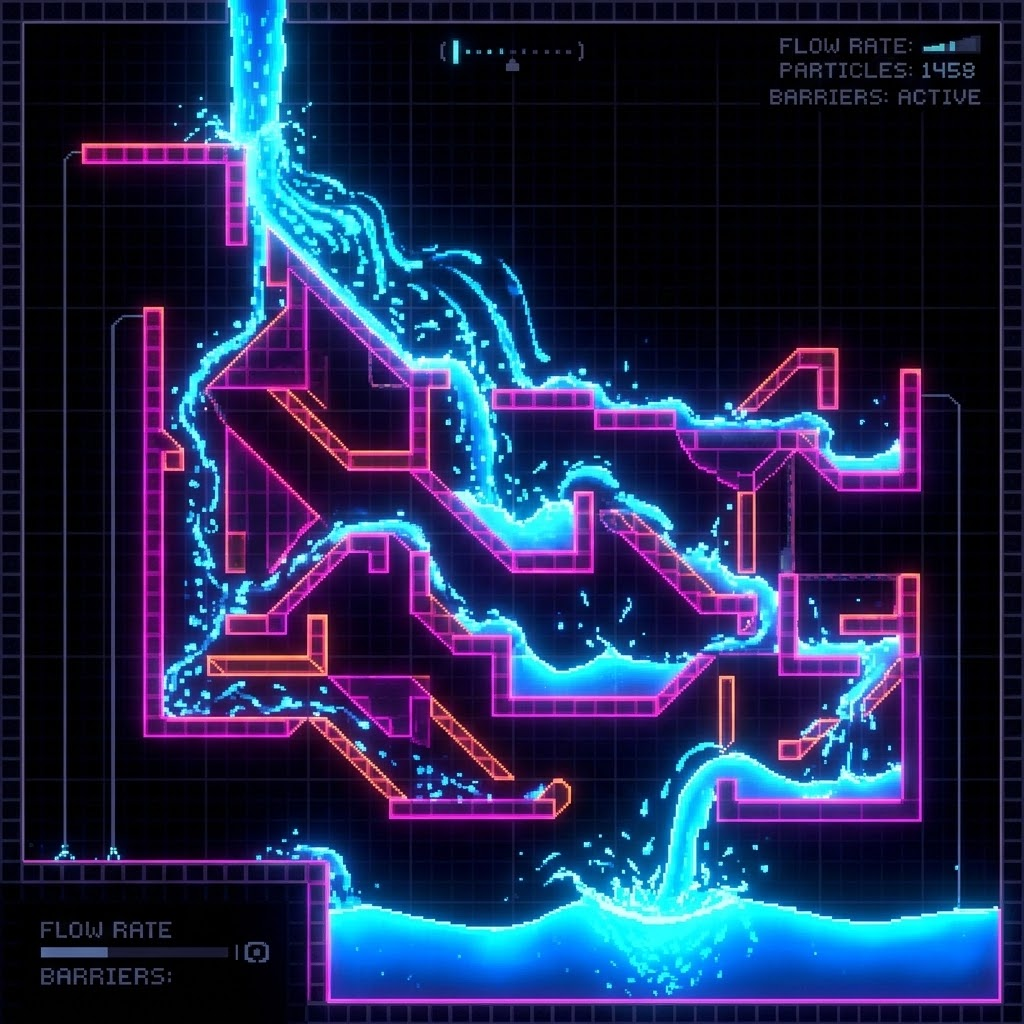 FLOW RATE:
PARTICLES: 1458
BARRIERS: ACTIVE
FLOW RATE
BARRIERS: